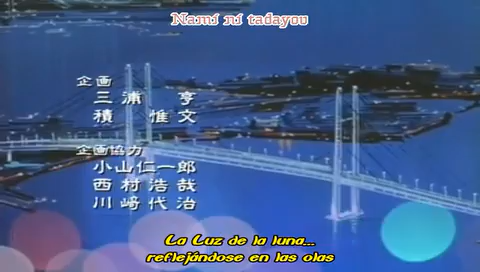 Nami ni tadayou
企画
三浦 亨
積 惟文
企画協力
小山仁一郎
西村浩哉
川崎代治
La Luz de la luna...
reflejándose en las olas